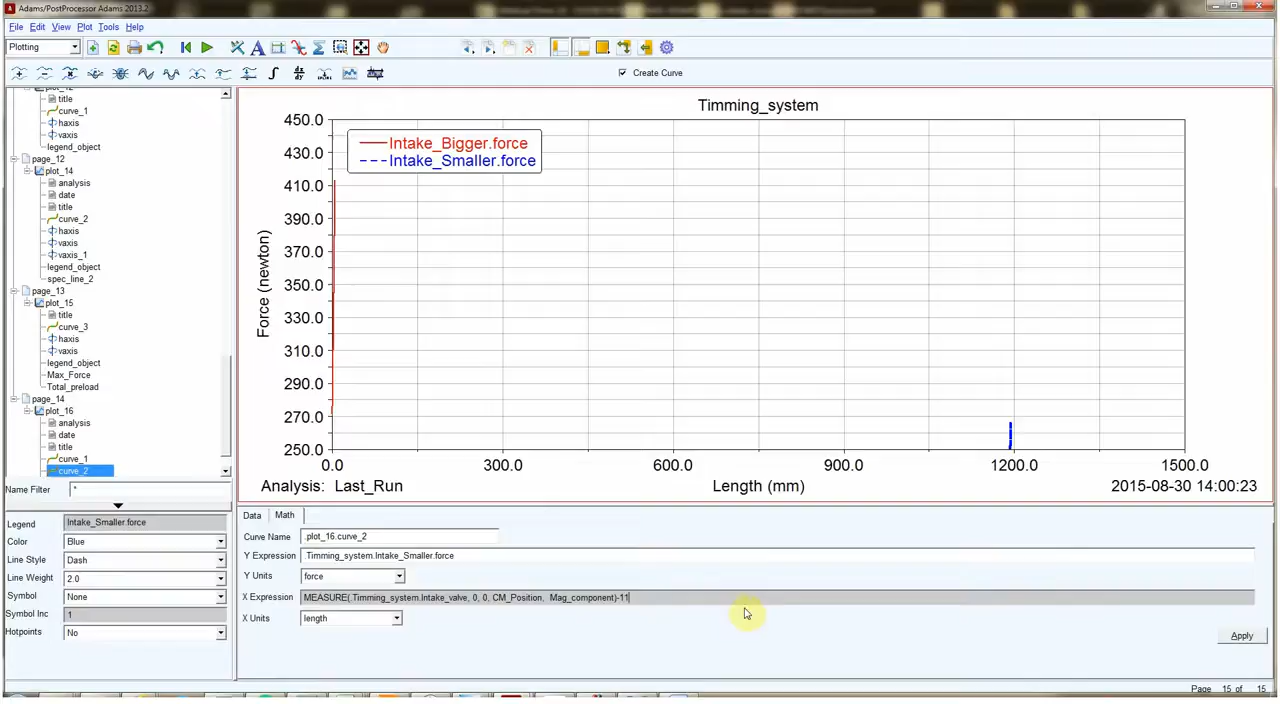 Adams/PostProcessor Adams 2013.2
File Edit View Plot Tools Help
Plotting
Create Curve
plot_12
title
curve_1
haxis
vaxis
legend_object
page_12
plot_14
analysis
date
title
curve_2
haxis
vaxis
vaxis_1
legend_object
spec_line_2
page_13
plot_15
title
curve_3
haxis
vaxis
legend_object
Max_Force
Total_preload
page_14
plot_16
analysis
date
title
curve_1
curve_2
Name Filter *
Legend Intake_Smaller.force
Color Blue
Line Style Dash
Line Weight 2.0
Symbol None
Symbol Inc 1
Hotpoints No
Timming_system
450.0
430.0
410.0
390.0
370.0
350.0
330.0
310.0
290.0
270.0
250.0
Force (newton)
Intake_Bigger.force
Intake_Smaller.force
0.0 300.0 600.0 900.0 1200.0 1500.0
Analysis: Last_Run Length (mm) 2015-08-30 14:00:23
Data Math
Curve Name .plot_16.curve_2
Y Expression .Timming_system.Intake_Smaller.force
Y Units force
X Expression MEASURE(.Timming_system.Intake_valve, 0, 0, CM_Position, Mag_component)-11
X Units length
Apply
Page 15 of 15